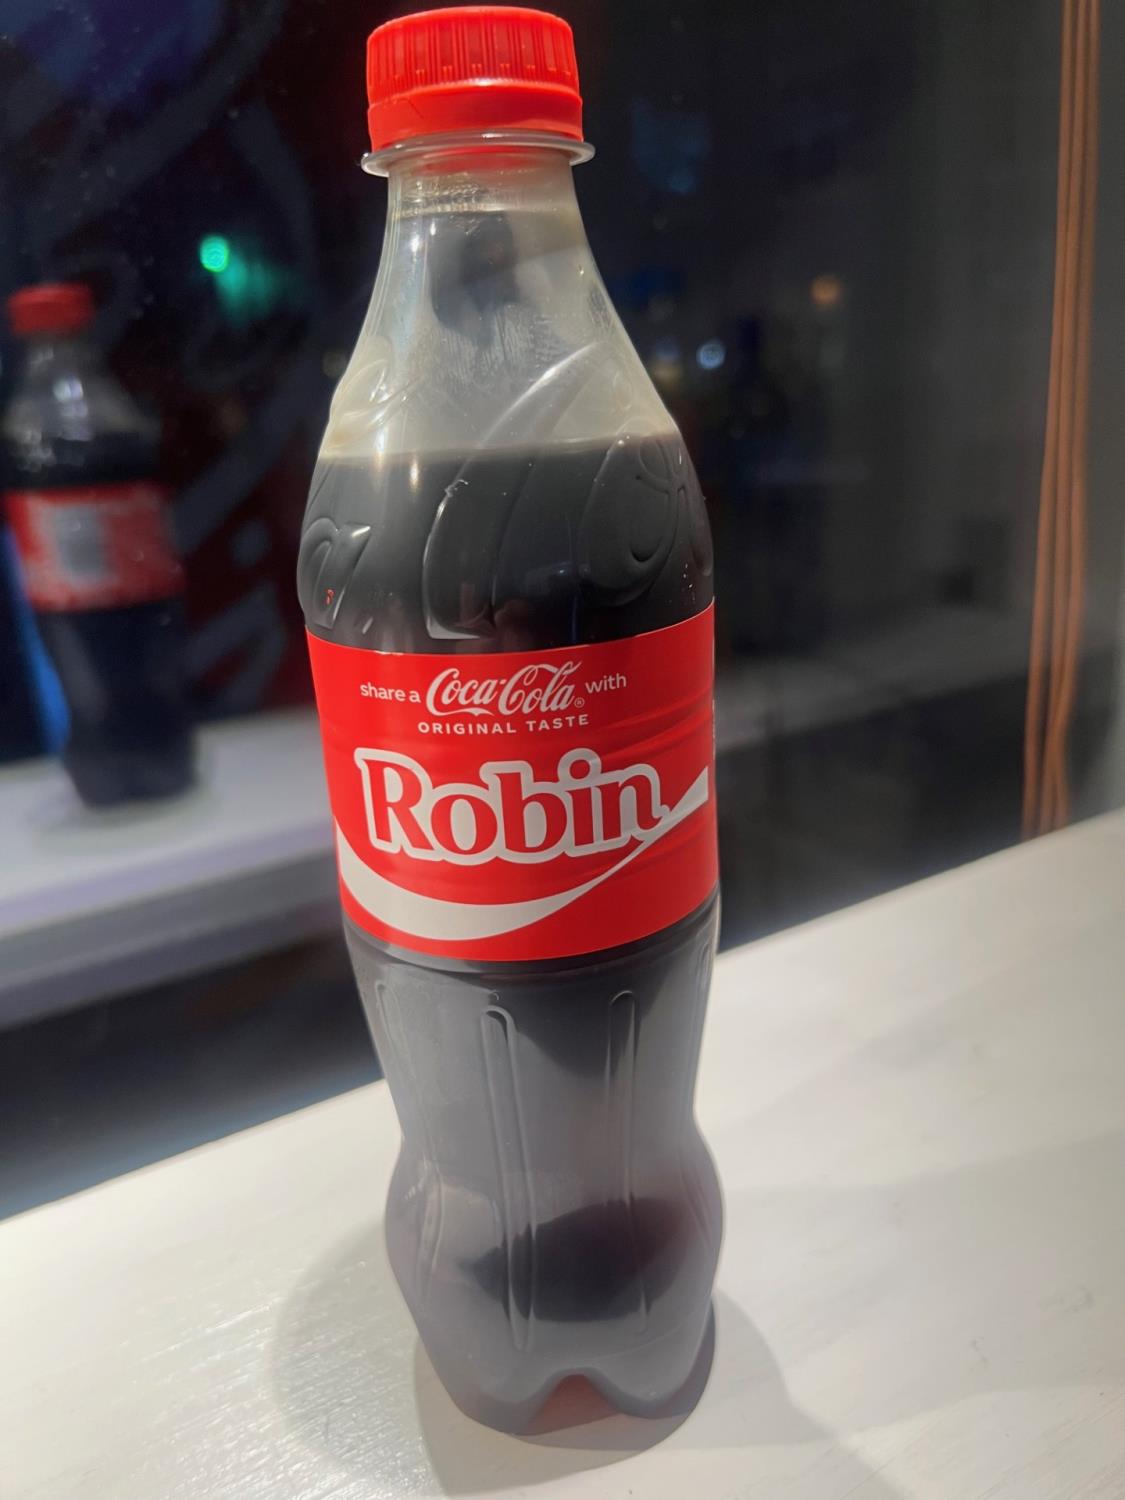 share a Coca-Cola® with
ORIGINAL TASTE
Robin